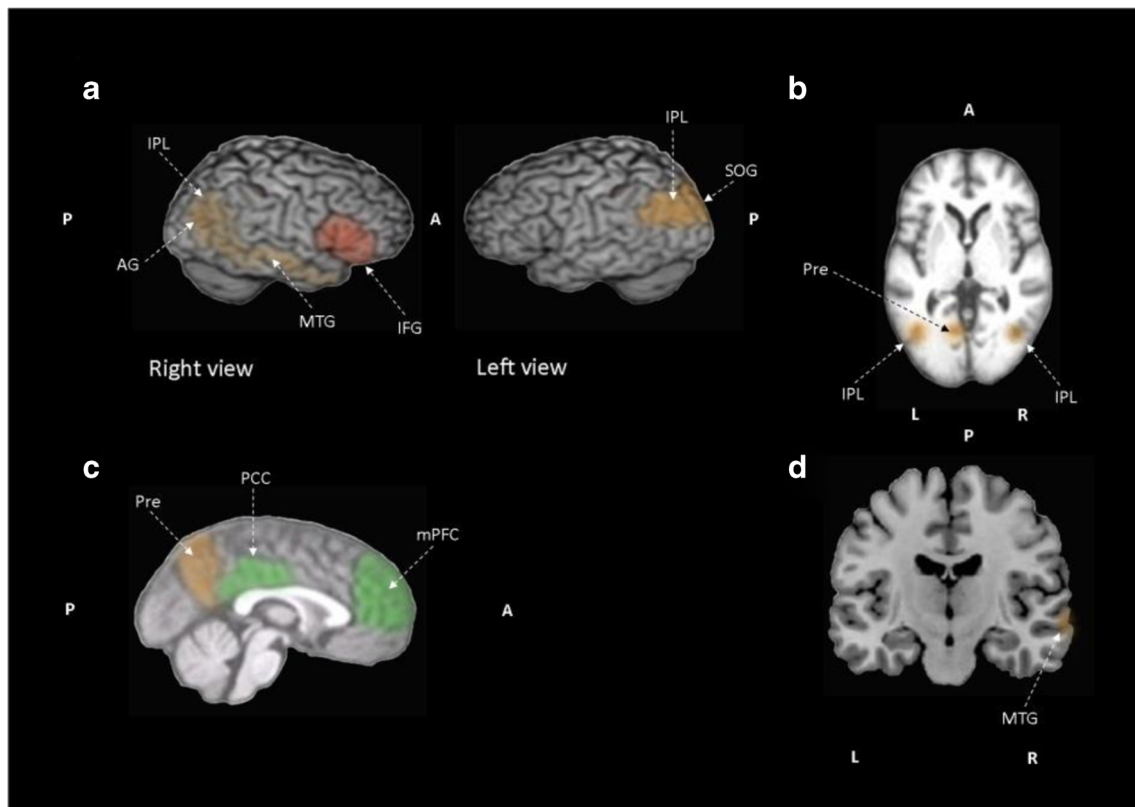 a
IPL
P
AG
MTG
IFG
A
Right view
IPL
SOG
P
Left view
b
A
Pre
IPL
IPL
L
R
P
c
Pre
PCC
mPFC
P
A
d
MTG
L
R